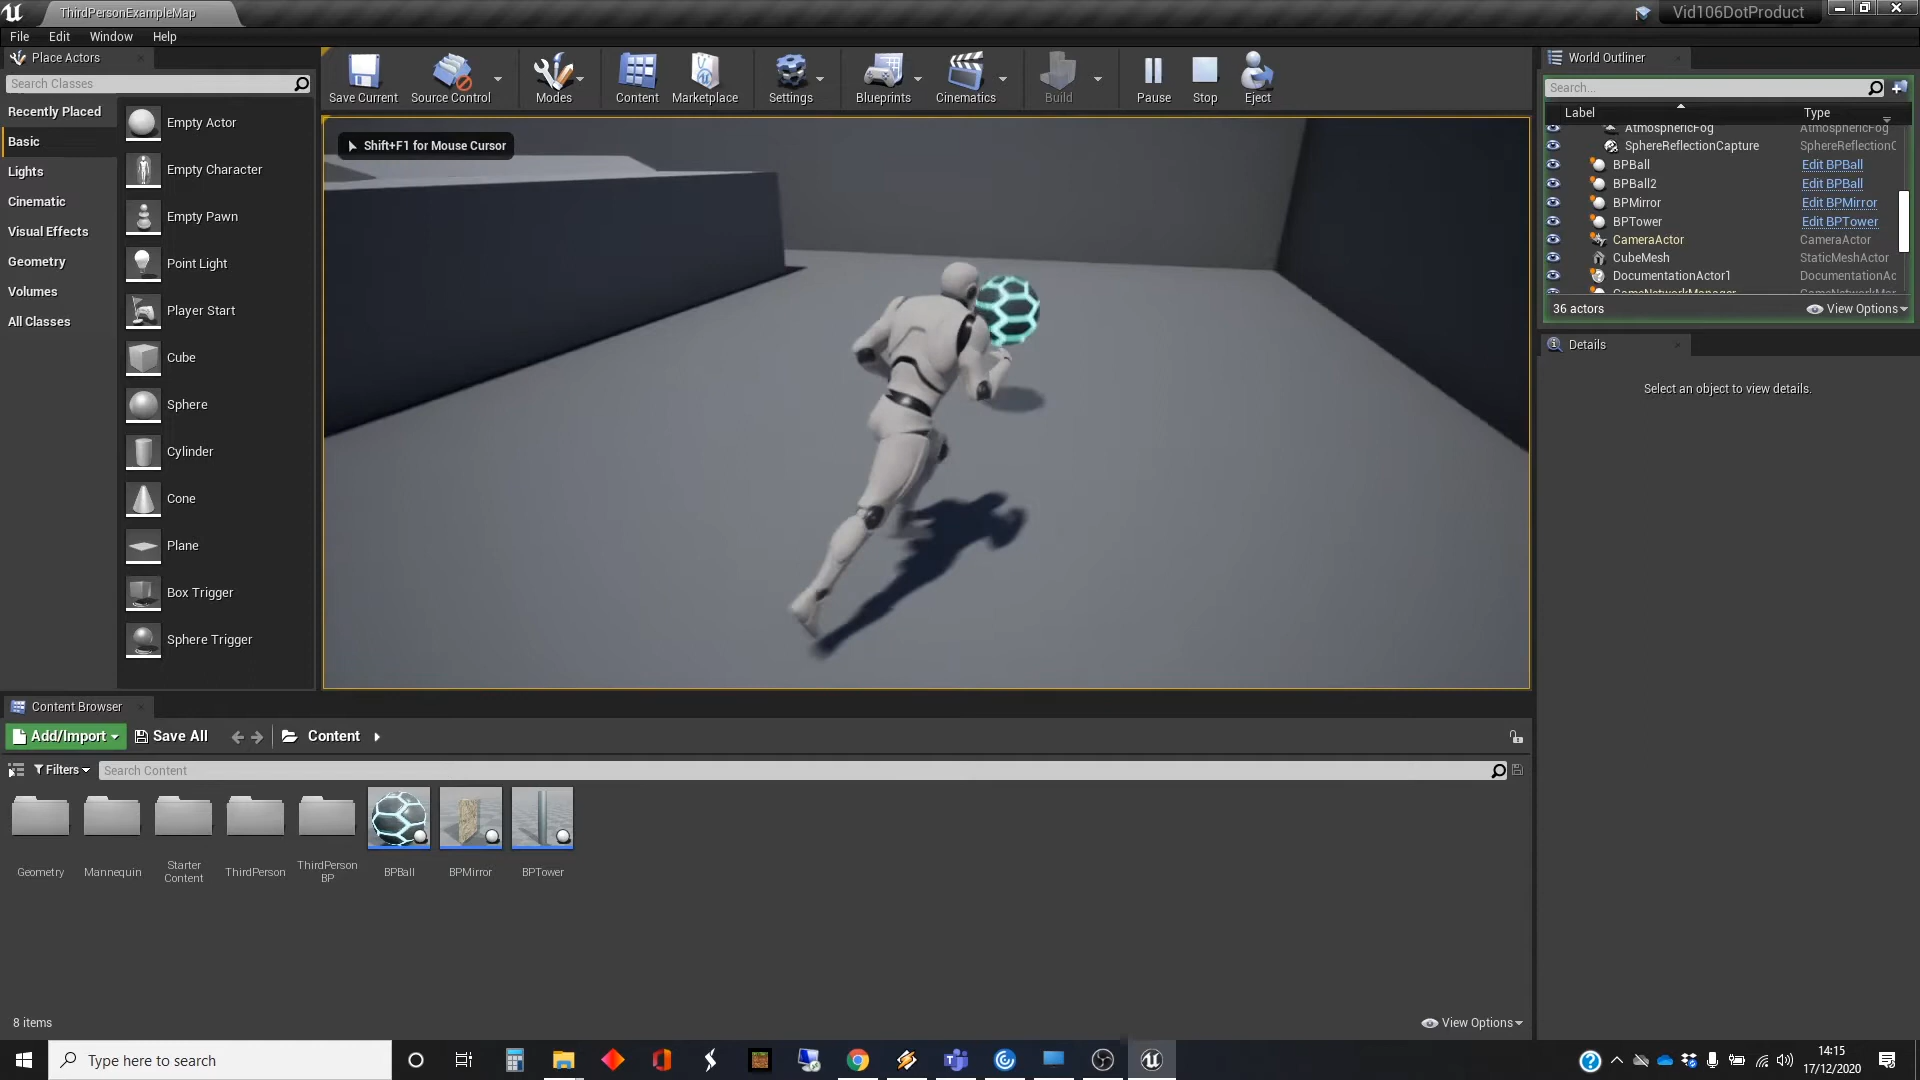 ThirdPersonExampleMap
Vid106DotProduct
File Edit Window Help
Place Actors
Search Classes
Recently Placed
Basic
Lights
Cinematic
Visual Effects
Geometry
Volumes
All Classes
Empty Actor
Empty Character
Empty Pawn
Point Light
Player Start
Cube
Sphere
Cylinder
Cone
Plane
Box Trigger
Sphere Trigger
Save Current
Source Control
Modes
Content
Marketplace
Settings
Blueprints
Cinematics
Build
Pause
Stop
Eject
Shift+F1 for Mouse Cursor
World Outliner
Search...
Label Type
AtmosphericFog AtmosphericFog
SphereReflectionCapture SphereReflectionC
BPBall Edit BPBall
BPBall2 Edit BPBall
BPMirror Edit BPMirror
BPTower Edit BPTower
CameraActor CameraActor
CubeMesh StaticMeshActor
DocumentationActor1 DocumentationAc
GameNetworkManager GameNetworkMar
36 actors View Options
Details
Select an object to view details.
Content Browser
Add/Import Save All Content
Filters Search Content
Geometry
Mannequin
Starter
Content
ThirdPerson
ThirdPerson
BP
BPBall
BPMirror
BPTower
8 items View Options
Type here to search
14:15
17/12/2020